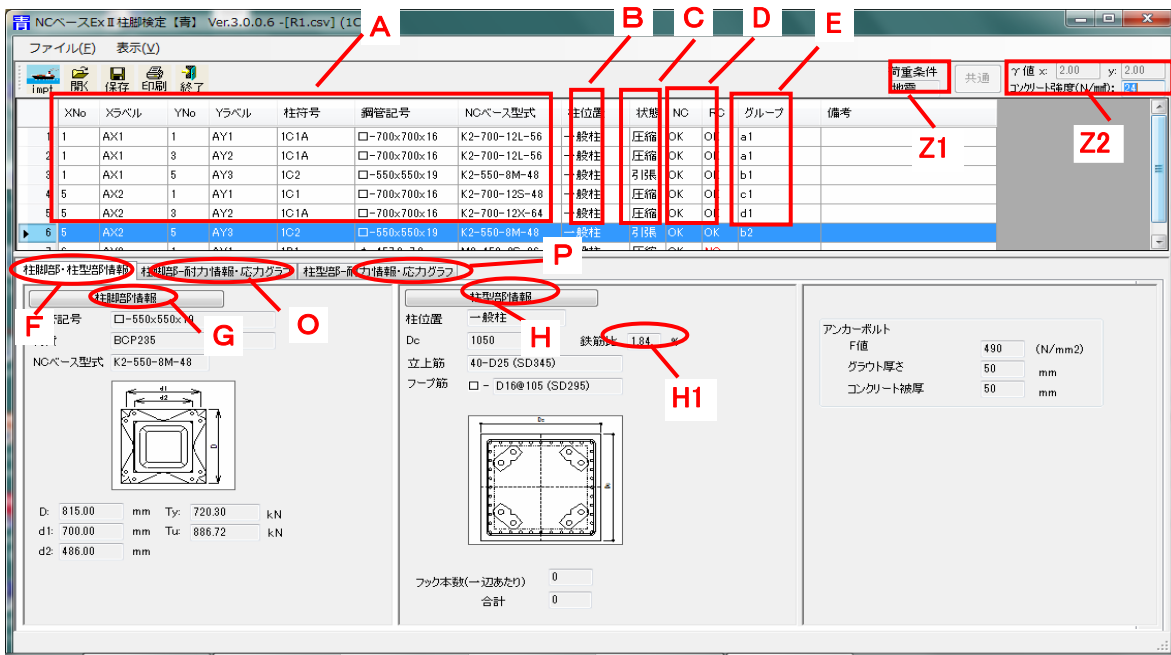 青 NCベースExⅡ柱脚検定【青】 Ver.3.0.0.6 -[R1.csv] (1C
A B C D E
ファイル(F) 表示(V)
impt 開く 保存 印刷 終了 荷重条件 地震 共通 γ値 x: 2.00 y: 2.00
コンクリート強度(N/mm²): 24
Z1 Z2
XNo Xラベル YNo Yラベル 柱符号 鋼管記号 NCベース型式 柱位置 状態 NC RC グループ 備考
1 1 AX1 1 AY1 1C1A □-700x700x16 K2-700-12L-56 一般柱 圧縮 OK OK a1
2 1 AX1 3 AY2 1C1A □-700x700x16 K2-700-12L-56 一般柱 圧縮 OK OK a1
3 1 AX1 5 AY3 1C2 □-550x550x19 K2-550-8M-48 一般柱 引張 OK OK b1
4 5 AX2 1 AY1 1C1 □-700x700x16 K2-700-12S-48 一般柱 圧縮 OK OK c1
5 5 AX2 3 AY2 1C1A □-700x700x16 K2-700-12X-64 一般柱 圧縮 OK OK d1
6 5 AX2 5 AY3 1C2 □-550x550x19 K2-550-8M-48 一般柱 引張 OK OK b2
柱脚部・柱型部情報 柱脚部-耐力情報・応力グラフ 柱型部-耐力情報・応力グラフ P
F G O H H1
柱脚部情報
記号 □-550x550x19
BCP235
NCベース型式 K2-550-8M-48
d1
d2
D
D: 815.00 mm Ty: 720.30 kN
d1: 700.00 mm Tu: 886.72 kN
d2: 486.00 mm
柱型部情報
柱位置 一般柱
Dc 1050 鉄筋比 1.84 %
立上筋 40-D25 (SD345)
フープ筋 □ - D16@105 (SD295)
Dc
フック本数(一辺あたり) 0
合計 0
アンカーボルト
F値 490 (N/mm2)
グラウト厚さ 50 mm
コンクリート被厚 50 mm